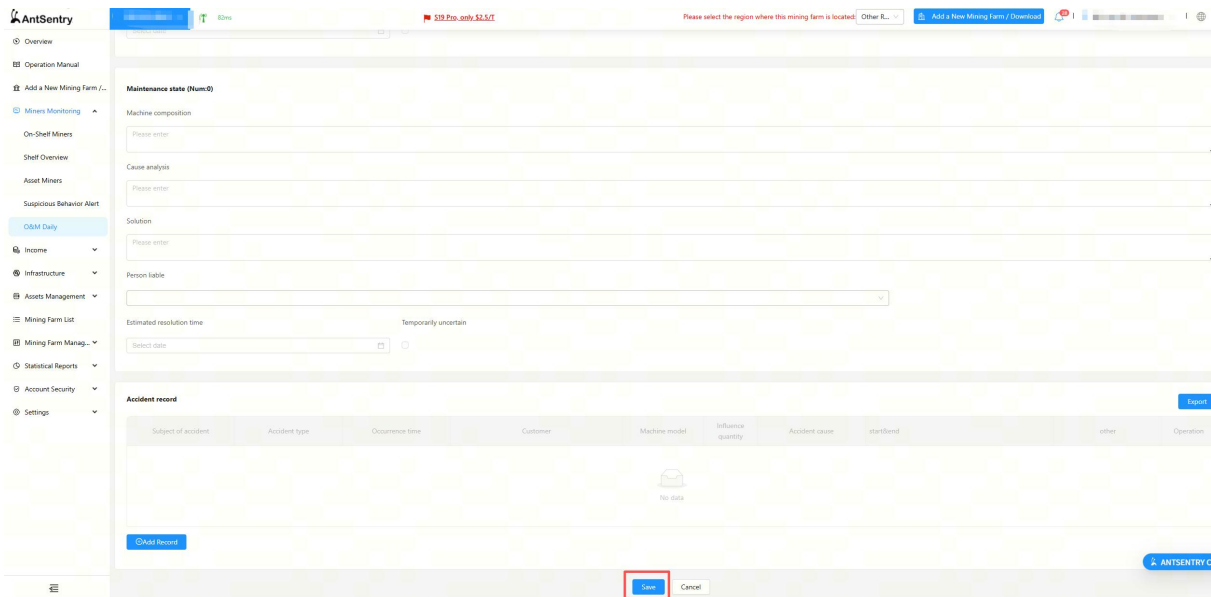 AntSentry
82ms
S19 Pro, only $2.5/T
Please select the region where this mining farm is located: Other R...
Add a New Mining Farm / Download
Overview
Operation Manual
Add a New Mining Farm /...
Miners Monitoring
On-Shelf Miners
Shelf Overview
Asset Miners
Suspicious Behavior Alert
O&M Daily
Income
Infrastructure
Assets Management
Mining Farm List
Mining Farm Manag...
Statistical Reports
Account Security
Settings
Select date
Maintenance state (Num:0)
Machine composition
Please enter
Cause analysis
Please enter
Solution
Please enter
Person liable
Estimated resolution time Temporarily uncertain
Select date
Accident record
Export
Subject of accident Accident type Occurrence time Customer Machine model Influence quantity Accident cause start&end other Operation
No data
Add Record
ANTSENTRY C
Save Cancel